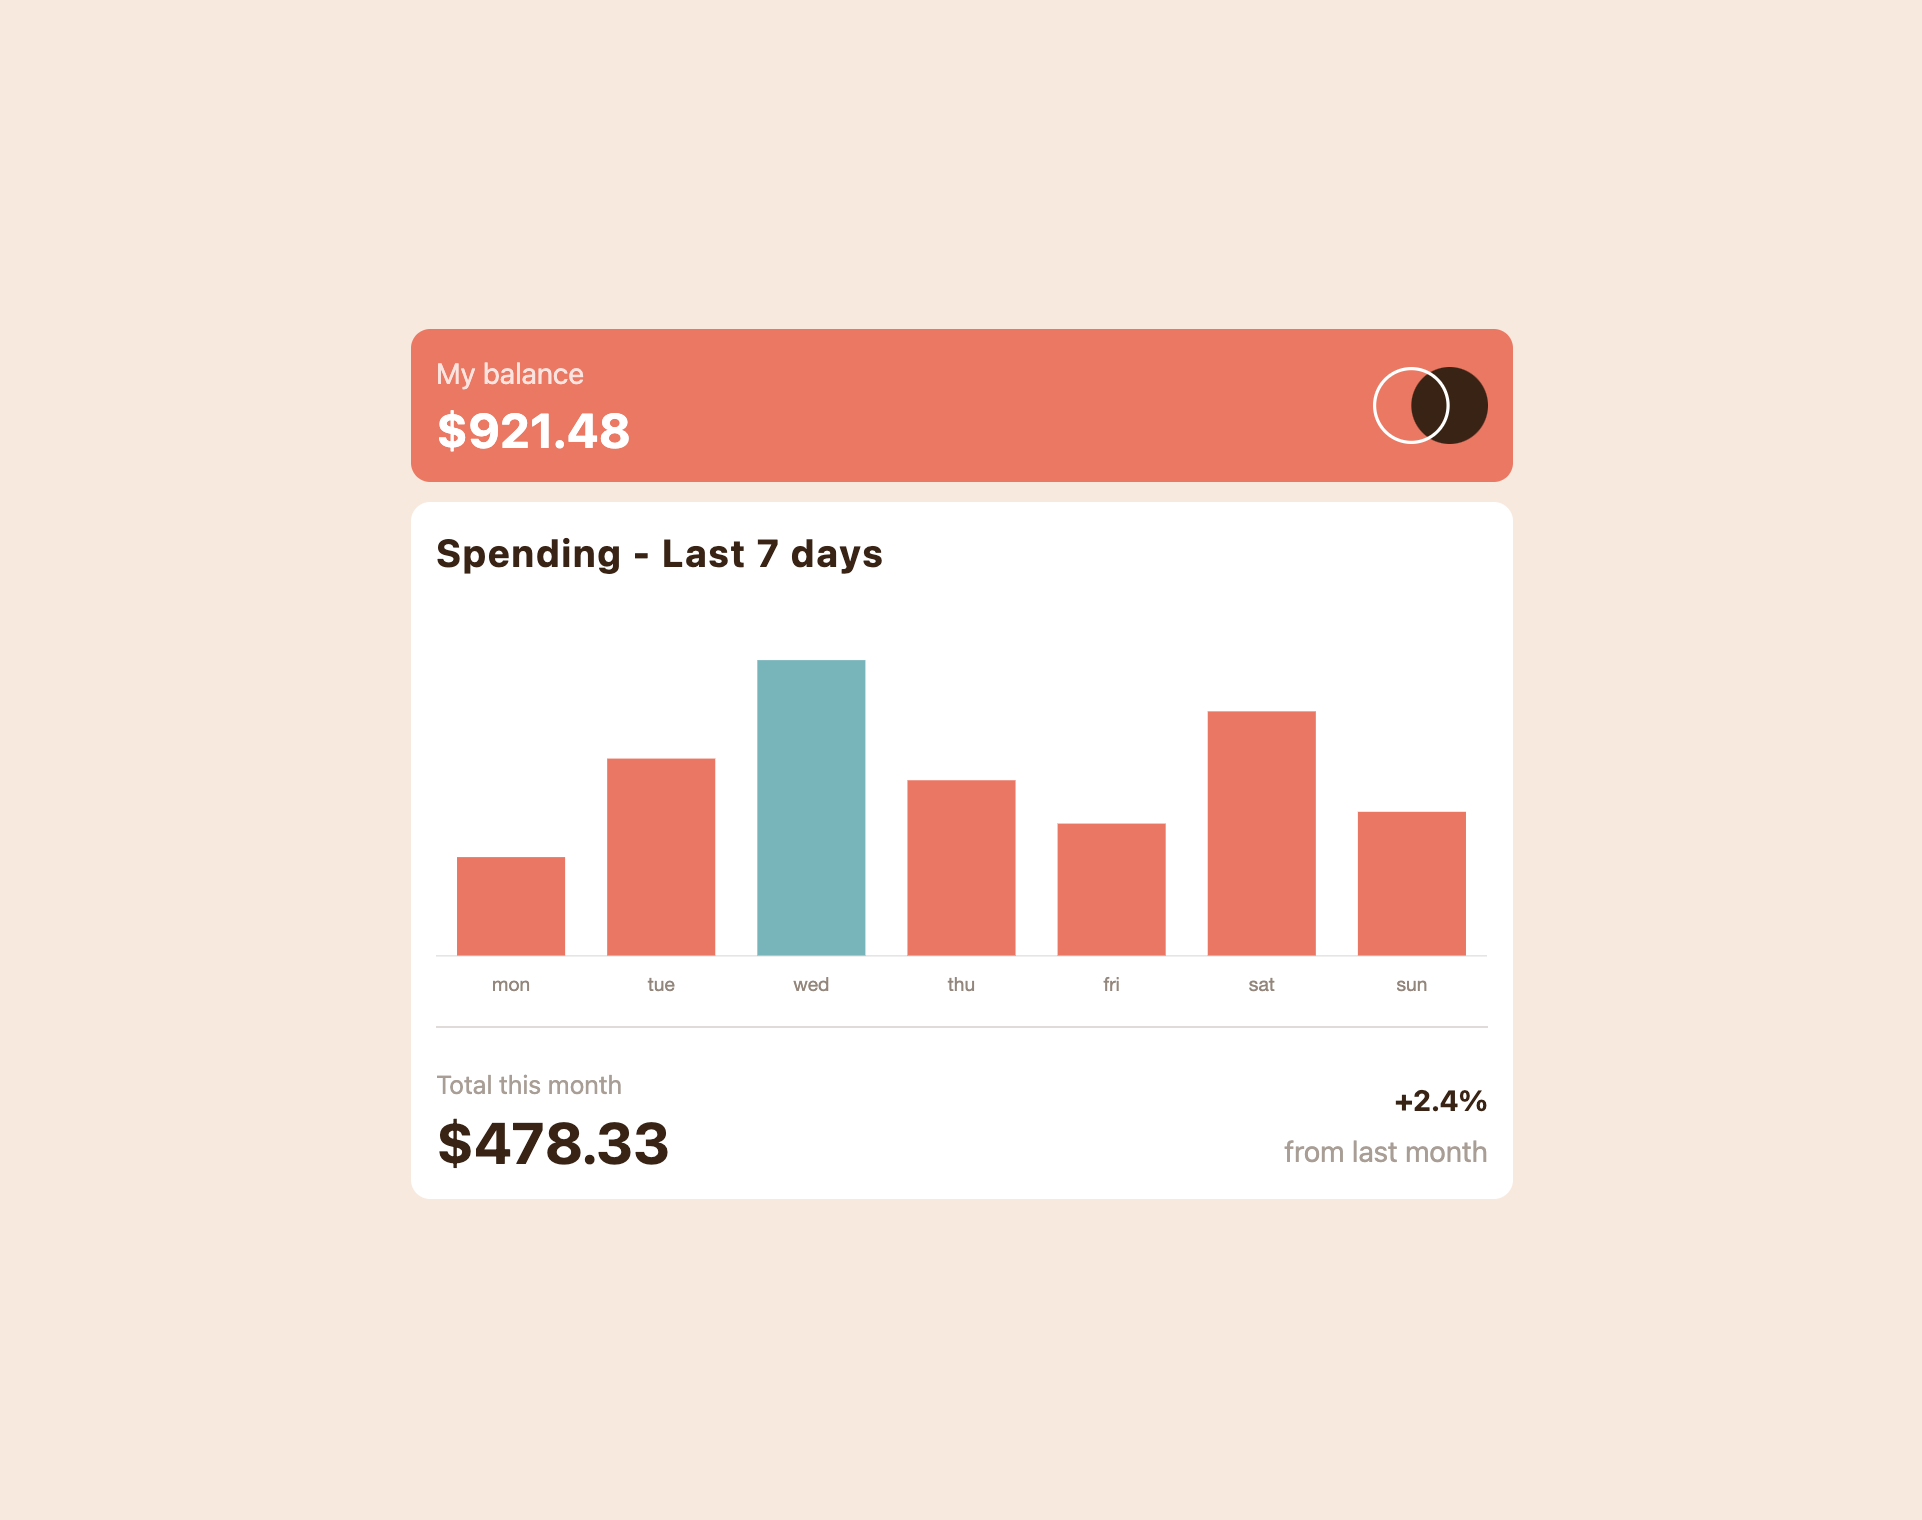 My balance
$921.48
Spending - Last 7 days
mon tue wed thu fri sat sun
Total this month
$478.33
+2.4%
from last month